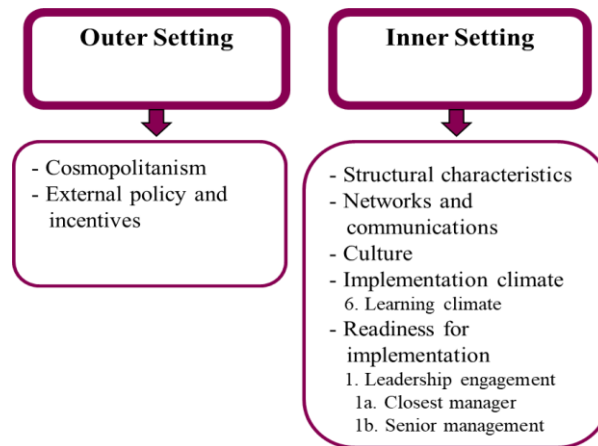 Outer Setting
- Cosmopolitanism
- External policy and
incentives
Inner Setting
- Structural characteristics
- Networks and
communications
- Culture
- Implementation climate
6. Learning climate
- Readiness for
implementation
1. Leadership engagement
1a. Closest manager
1b. Senior management